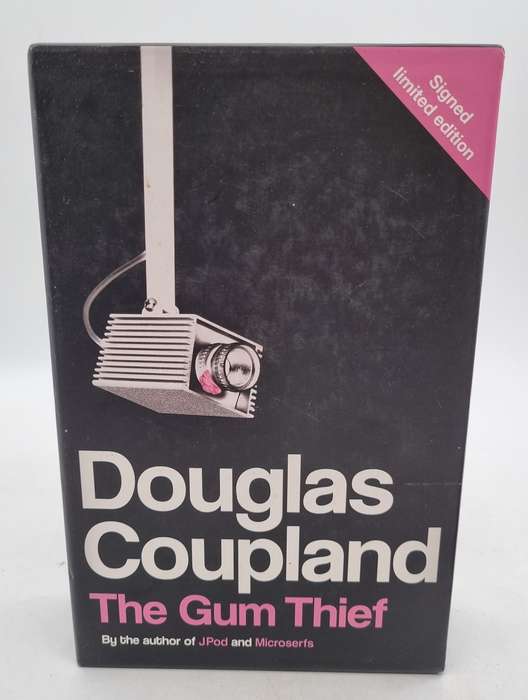 Signed
limited edition
Douglas
Coupland
The Gum Thief
By the author of JPod and Microserfs